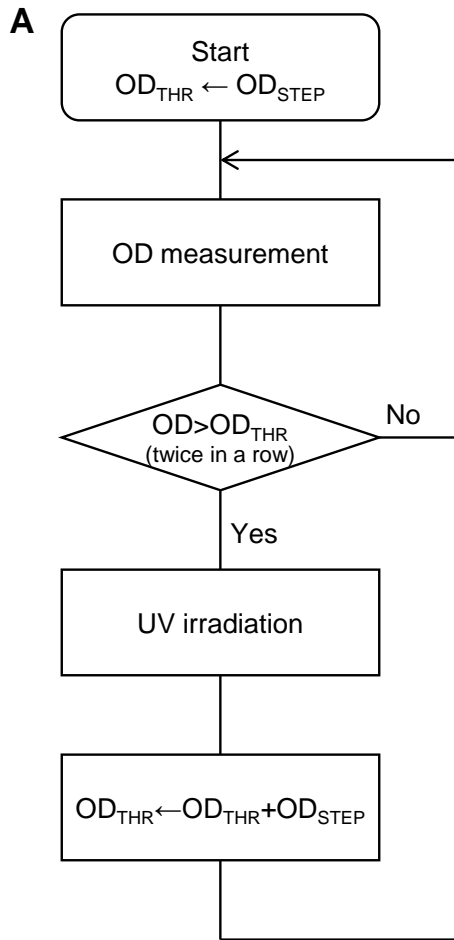 A
Start
OD_THR ← OD_STEP
OD measurement
OD>OD_THR
(twice in a row)
No
Yes
UV irradiation
OD_THR←OD_THR+OD_STEP